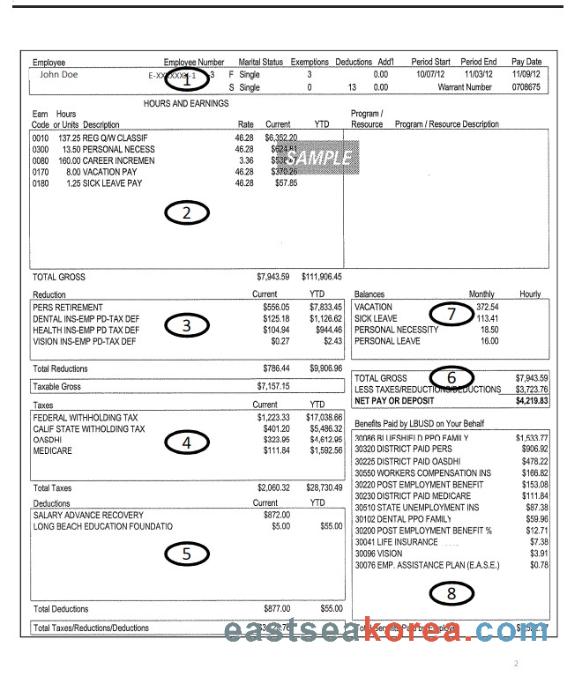 Employee Employee Number Marital Status Exemptions Deductions Add'l Period Start Period End Pay Date
John Doe 3 F Single 3 0.00 10/07/12 11/03/12 11/09/12
1
S Single 0 13 0.00 Warrant Number 0708675
HOURS AND EARNINGS
Earn Hours
Code or Units Description Rate Current YTD
Program /
Resource Program / Resource Description
0010 137.25 REG O/W CLASSIF 46.28 $6,352.20
0300 13.50 PERSONAL NECESS 46.28
0080 160.00 CAREER INCREMEN 3.36
0170 8.00 VACATION PAY 46.28 $370.26
0180 1.25 SICK LEAVE PAY 46.28 $57.85
SAMPLE
2
TOTAL GROSS $7,943.59 $111,906.45
Reduction Current YTD
PERS RETIREMENT $556.05 $7,833.45
DENTAL INS-EMP PD-TAX DEF $125.18 $1,126.62
HEALTH INS-EMP PD TAX DEF $104.94 $944.46
VISION INS-EMP PD-TAX DEF $0.27 $2.43
3
Total Reductions $786.44 $9,906.96
Taxable Gross $7,157.15
Balances Monthly Hourly
VACATION 372.54
SICK LEAVE 113.41
PERSONAL NECESSITY 18.50
PERSONAL LEAVE 16.00
7
6
TOTAL GROSS $7,943.59
LESS TAXES/REDUCTIONS/DEDUCTIONS $3,723.76
NET PAY OR DEPOSIT $4,219.83
Taxes Current YTD
FEDERAL WITHHOLDING TAX $1,223.33 $17,038.66
CALIF STATE WITHOLDING TAX $401.20 $5,486.32
OASDHI $323.95 $4,612.95
MEDICARE $111.84 $1,592.56
4
Total Taxes $2,060.32 $28,730.49
Deductions Current YTD
SALARY ADVANCE RECOVERY $872.00
LONG BEACH EDUCATION FOUNDATIO $5.00 $55.00
5
Total Deductions $877.00 $55.00
Total Taxes/Reductions/Deductions
Benefits Paid by LBUSD on Your Behalf
30086 BLUESHIELD PPO FAMILY $1,533.77
30320 DISTRICT PAID PERS $906.92
30225 DISTRICT PAID OASDHI $478.22
30550 WORKERS COMPENSATION INS $166.82
30220 POST EMPLOYMENT BENEFIT $153.08
30230 DISTRICT PAID MEDICARE $111.84
30510 STATE UNEMPLOYMENT INS $87.38
30102 DENTAL PPO FAMILY $59.96
30200 POST EMPLOYMENT BENEFIT % $12.71
30041 LIFE INSURANCE $7.38
30096 VISION $3.91
30076 EMP. ASSISTANCE PLAN (E.A.S.E.) $0.78
8
eastseakorea.com
2